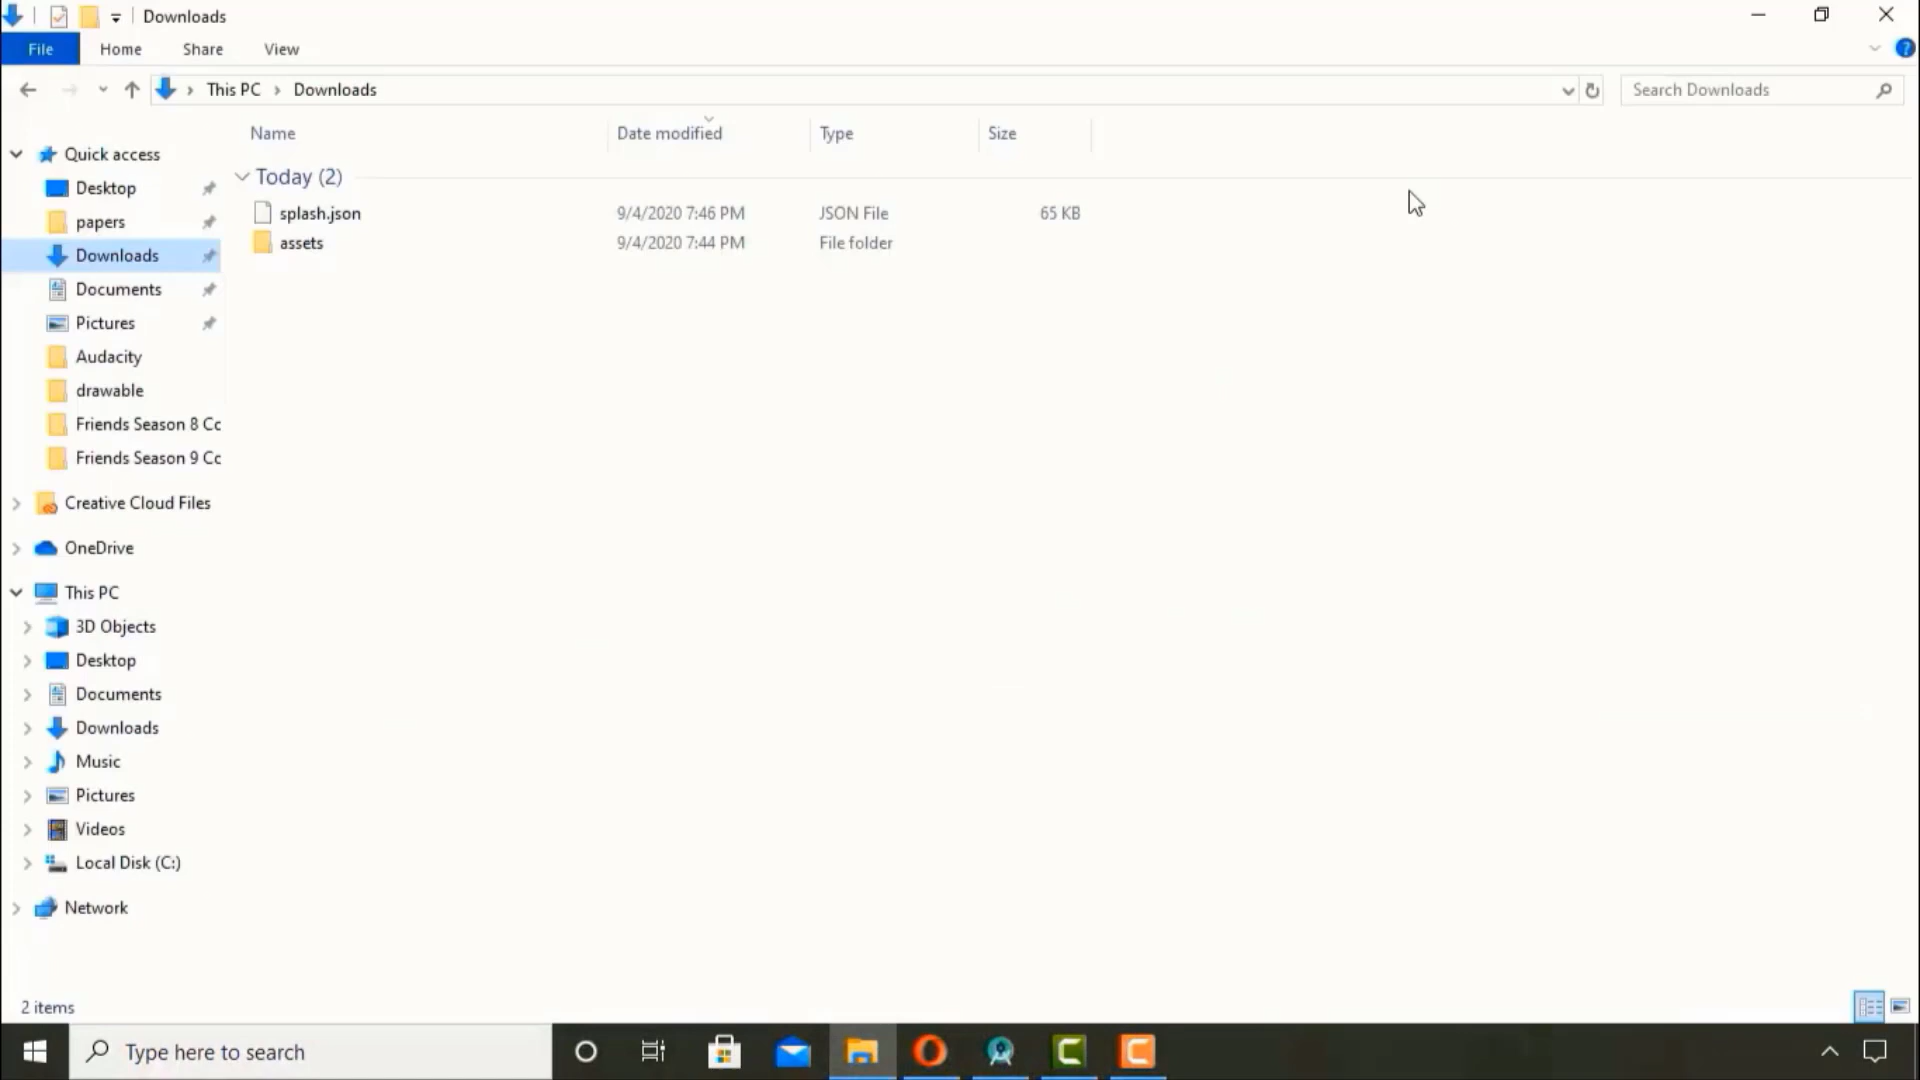 Downloads
File Home Share View
This PC > Downloads
Search Downloads
Name Date modified Type Size
Quick access
Today (2)
Desktop
splash.json 9/4/2020 7:46 PM JSON File 65 KB
papers
assets 9/4/2020 7:44 PM File folder
Downloads
Documents
Pictures
Audacity
drawable
Friends Season 8 Cc
Friends Season 9 Cc
Creative Cloud Files
OneDrive
This PC
3D Objects
Desktop
Documents
Downloads
Music
Pictures
Videos
Local Disk (C:)
Network
2 items
Type here to search